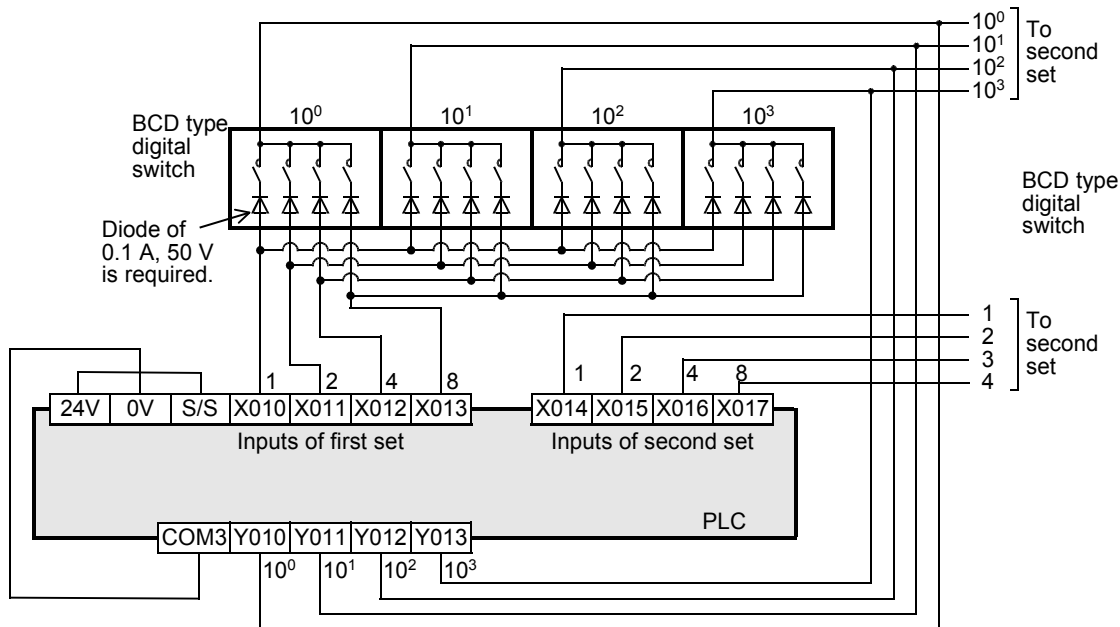 10⁰
10¹
10²
10³
To
second
set
10⁰ 10¹ 10² 10³
BCD type
digital
switch
BCD type
digital
switch
Diode of
0.1 A, 50 V
is required.
1
2
3
4
To
second
set
1 2 4 8
1 2 4 8
24V 0V S/S X010 X011 X012 X013
X014 X015 X016 X017
Inputs of first set
Inputs of second set
PLC
COM3 Y010 Y011 Y012 Y013
10⁰ 10¹ 10² 10³